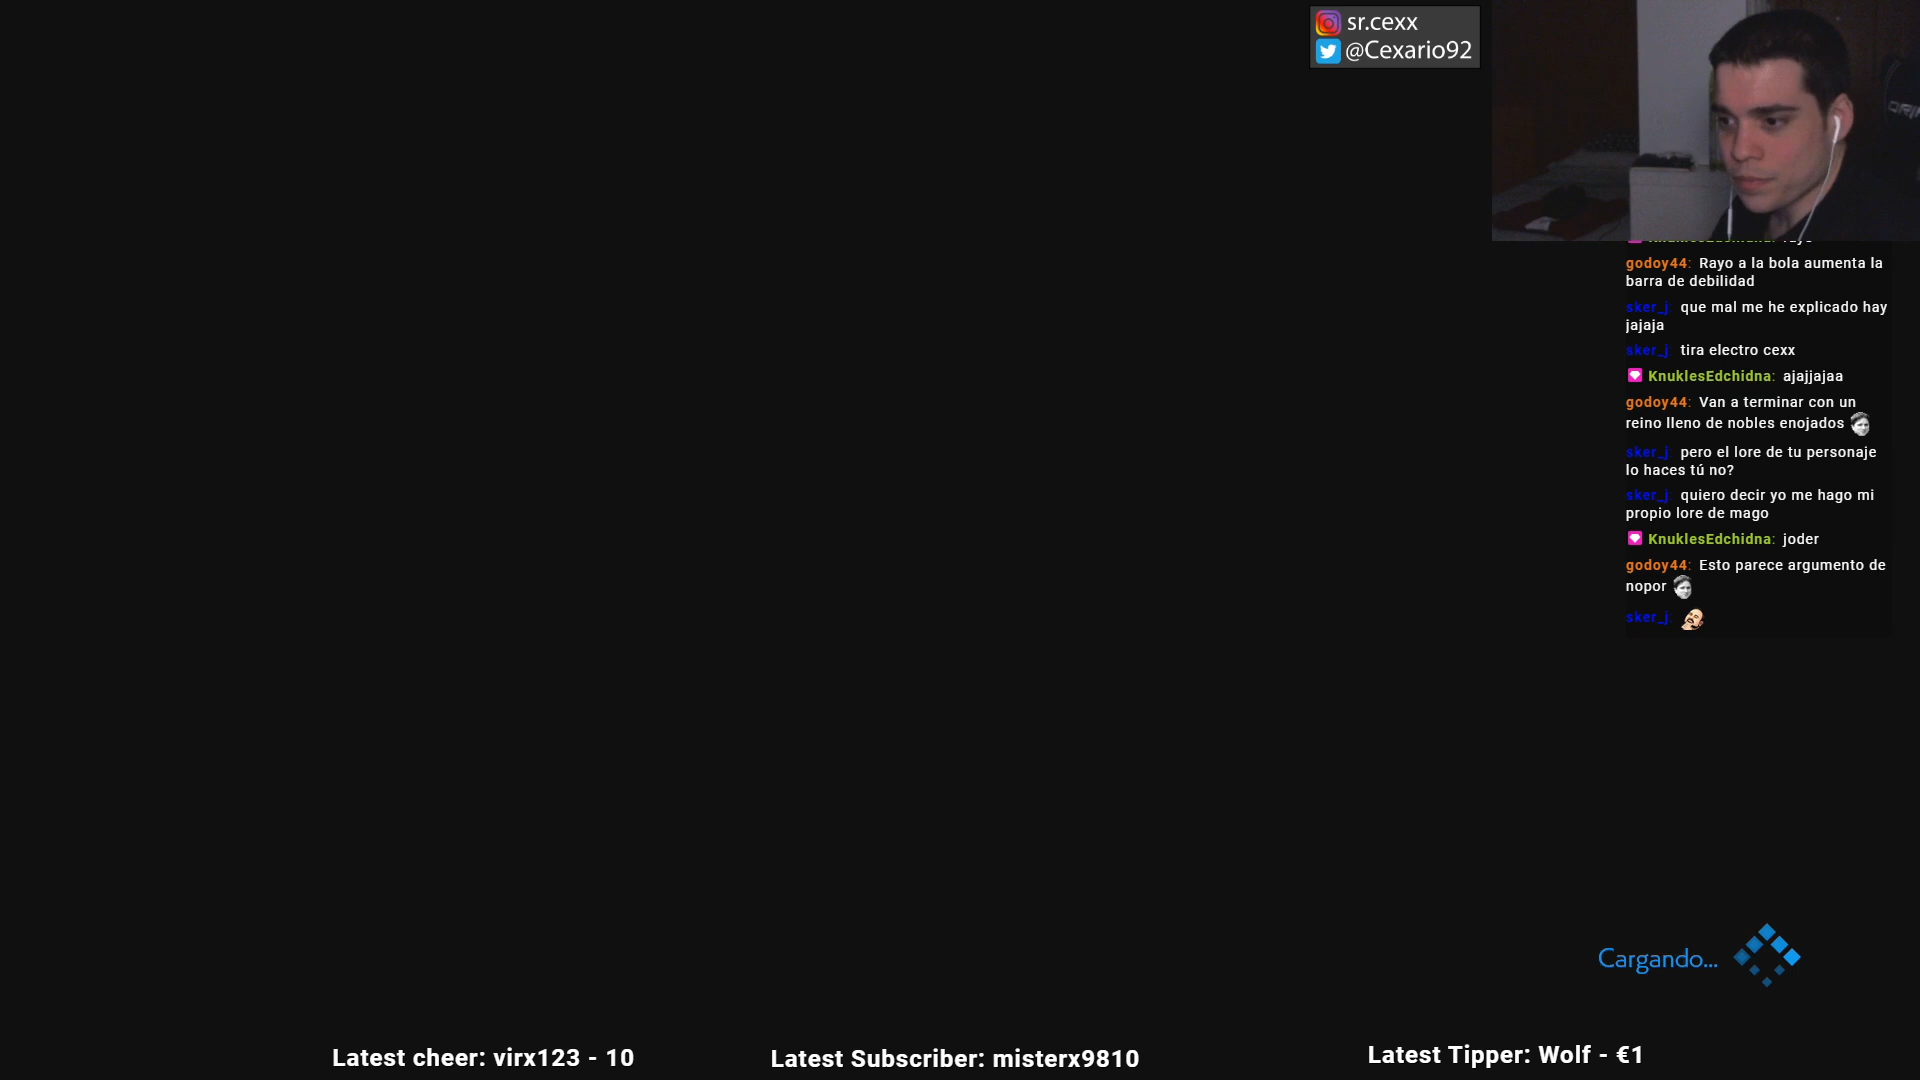 sr.cexx
@Cexario92
godoy44: Rayo a la bola aumenta la
barra de debilidad
sker_j: que mal me he explicado hay
jajaja
sker_j: tira electro cexx
KnuklesEdchidna: ajajjajaa
godoy44: Van a terminar con un
reino lleno de nobles enojados
sker_j: pero el lore de tu personaje
lo haces tú no?
sker_j: quiero decir yo me hago mi
propio lore de mago
KnuklesEdchidna: joder
godoy44: Esto parece argumento de
nopor
sker_j:
Cargando...
Latest cheer: virx123 - 10
Latest Subscriber: misterx9810
Latest Tipper: Wolf - €1